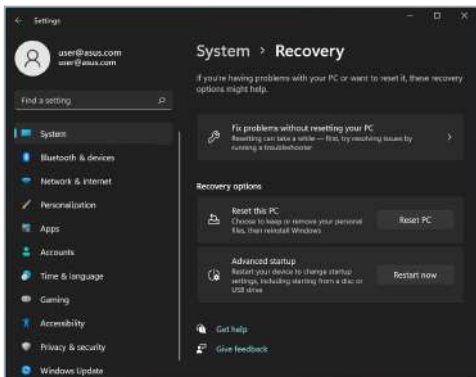 Settings
user@asus.com
user@asus.com
Find a setting
System
Bluetooth & devices
Network & internet
Personalization
Apps
Accounts
Time & language
Gaming
Accessibility
Privacy & security
Windows Update
System > Recovery
If you're having problems with your PC or want to reset it, these recovery
options might help.
Fix problems without resetting your PC
Resetting can take a while — first, try resolving issues by
running a troubleshooter
Recovery options
Reset this PC
Choose to keep or remove your personal
files, then reinstall Windows
Reset PC
Advanced startup
Restart your device to change startup
settings, including starting from a disc or
USB drive
Restart now
Get help
Give feedback